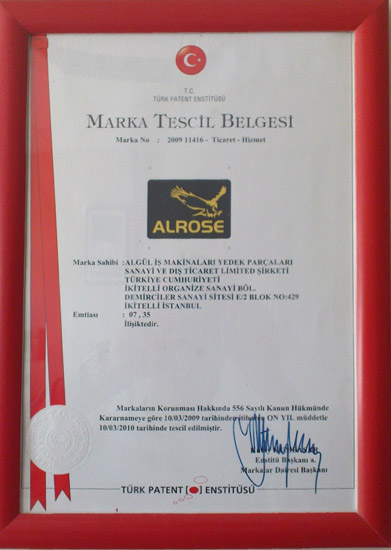 T.C.
TÜRK PATENT ENSTİTÜSÜ
MARKA TESCİL BELGESİ
Marka No : 2009 11416 - Ticaret - Hizmet
ALROSE
Marka Sahibi : ALGÜL İŞ MAKİNALARI YEDEK PARÇALARI
SANAYİ VE DIŞ TİCARET LİMİTED ŞİRKETİ
TÜRKİYE CUMHURİYETİ
İKİTELLİ ORGANİZE SANAYİ BÖL.
DEMİRCİLER SANAYİ SİTESİ E/2 BLOK NO:429
İKİTELLİ İSTANBUL
Emtiası : 07 , 35
İlişiktedir.
Markaların Korunması Hakkında 556 Sayılı Kanun Hükmünde
Kararnameye göre 10/03/2009 tarihinden itibaren ON YIL müddetle
10/03/2010 tarihinde tescil edilmiştir.
Enstitü Başkanı a.
Markalar Dairesi Başkanı
TÜRK PATENT ENSTİTÜSÜ